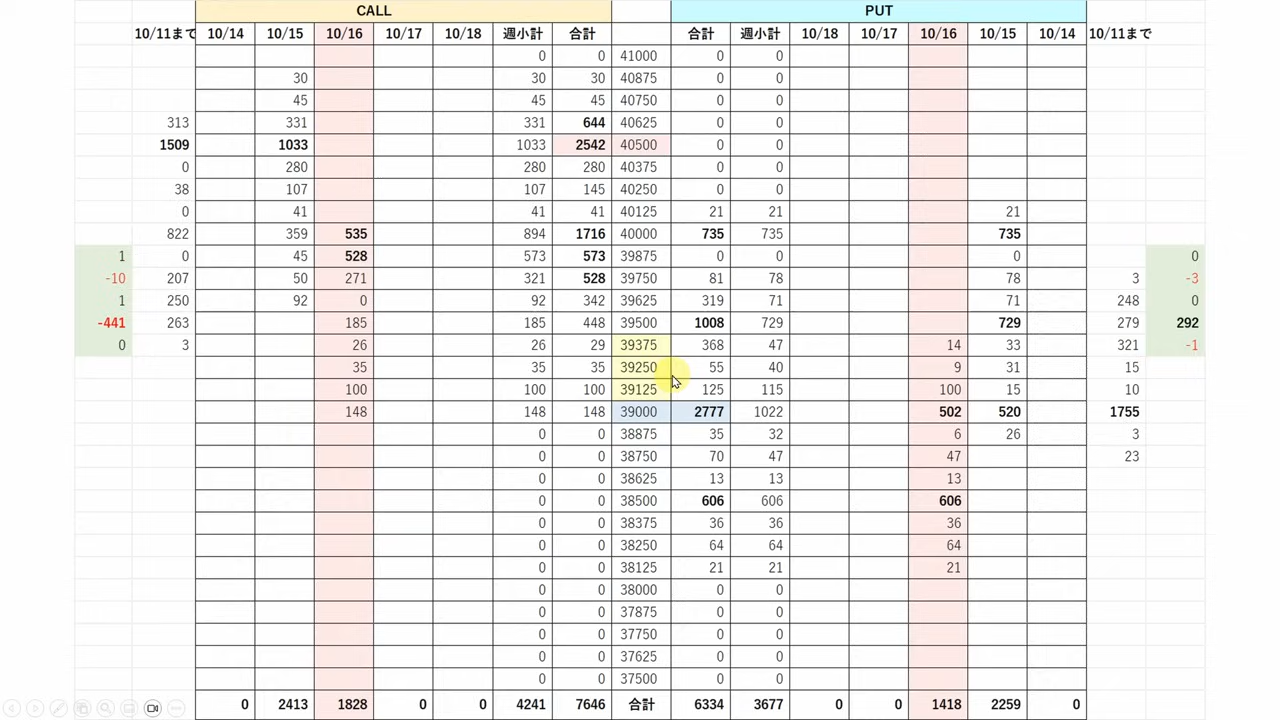 CALL PUT
10/11まで 10/14 10/15 10/16 10/17 10/18 週小計 合計 合計 週小計 10/18 10/17 10/16 10/15 10/14 10/11まで
0 0 41000 0 0
30 30 30 40875 0 0
45 45 45 40750 0 0
313 331 331 644 40625 0 0
1509 1033 1033 2542 40500 0 0
0 280 280 280 40375 0 0
38 107 107 145 40250 0 0
0 41 41 41 40125 21 21 21
822 359 535 894 1716 40000 735 735 735
1 0 45 528 573 573 39875 0 0 0 0
-10 207 50 271 321 528 39750 81 78 78 3 -3
1 250 92 0 92 342 39625 319 71 71 248 0
-441 263 185 185 448 39500 1008 729 729 279 292
0 3 26 26 29 39375 368 47 14 33 321 -1
35 35 35 39250 55 40 9 31 15
100 100 100 39125 125 115 100 15 10
148 148 148 39000 2777 1022 502 520 1755
0 0 38875 35 32 6 26 3
0 0 38750 70 47 47 23
0 0 38625 13 13 13
0 0 38500 606 606 606
0 0 38375 36 36 36
0 0 38250 64 64 64
0 0 38125 21 21 21
0 0 38000 0 0
0 0 37875 0 0
0 0 37750 0 0
0 0 37625 0 0
0 0 37500 0 0
0 2413 1828 0 0 4241 7646 合計 6334 3677 0 0 1418 2259 0